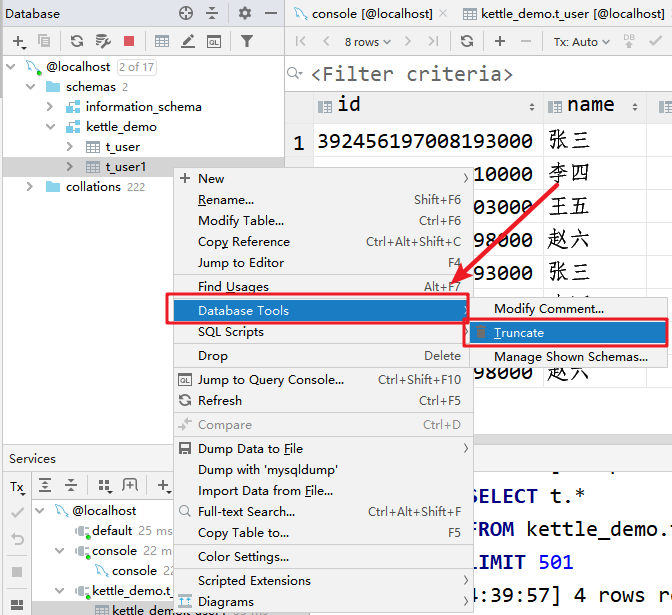 Database
console [@localhost]
kettle_demo.t_user [@localhost]
8 rows
Tx: Auto
DB
QL
<Filter criteria>
@localhost 2 of 17
schemas 2
information_schema
kettle_demo
t_user
t_user1
collations 222
id
name
1
392456197008193000
张三
10000
李四
03000
王五
98000
赵六
93000
张三
98000
赵六
New
Rename... Shift+F6
Modify Table... Ctrl+F6
Copy Reference Ctrl+Alt+Shift+C
Jump to Editor F4
Find Usages Alt+F7
Database Tools
SQL Scripts
Drop Delete
Jump to Query Console... Ctrl+Shift+F10
Refresh Ctrl+F5
Compare Ctrl+D
Dump Data to File
Dump with 'mysqldump'
Import Data from File...
Full-text Search... Ctrl+Alt+Shift+F
Copy Table to... F5
Color Settings...
Scripted Extensions
Diagrams
Modify Comment...
Truncate
Manage Shown Schemas...
Services
Tx
@localhost
default 25 ms
console 22 m
console
kettle_demo.t_
SELECT t.*
FROM kettle_demo.
LIMIT 501
:39:57] 4 rows r